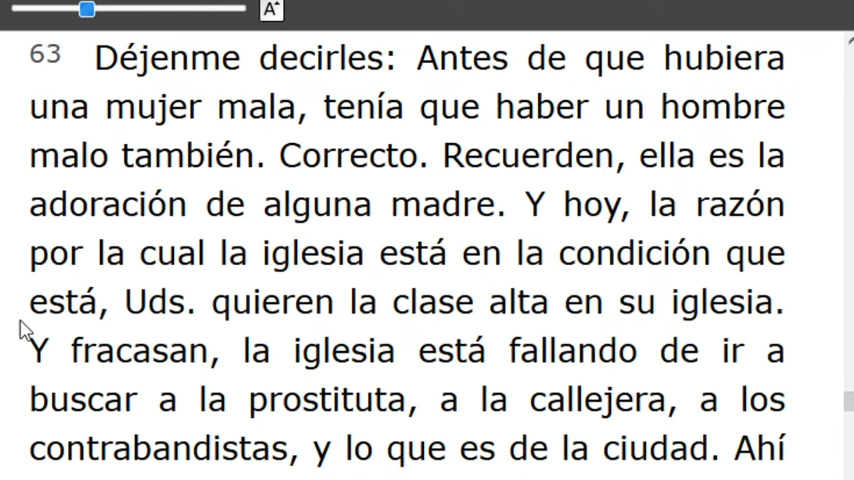 A
63 Déjenme decirles: Antes de que hubiera
una mujer mala, tenía que haber un hombre
malo también. Correcto. Recuerden, ella es la
adoración de alguna madre. Y hoy, la razón
por la cual la iglesia está en la condición que
está, Uds. quieren la clase alta en su iglesia.
Y fracasan, la iglesia está fallando de ir a
buscar a la prostituta, a la callejera, a los
contrabandistas, y lo que es de la ciudad. Ahí